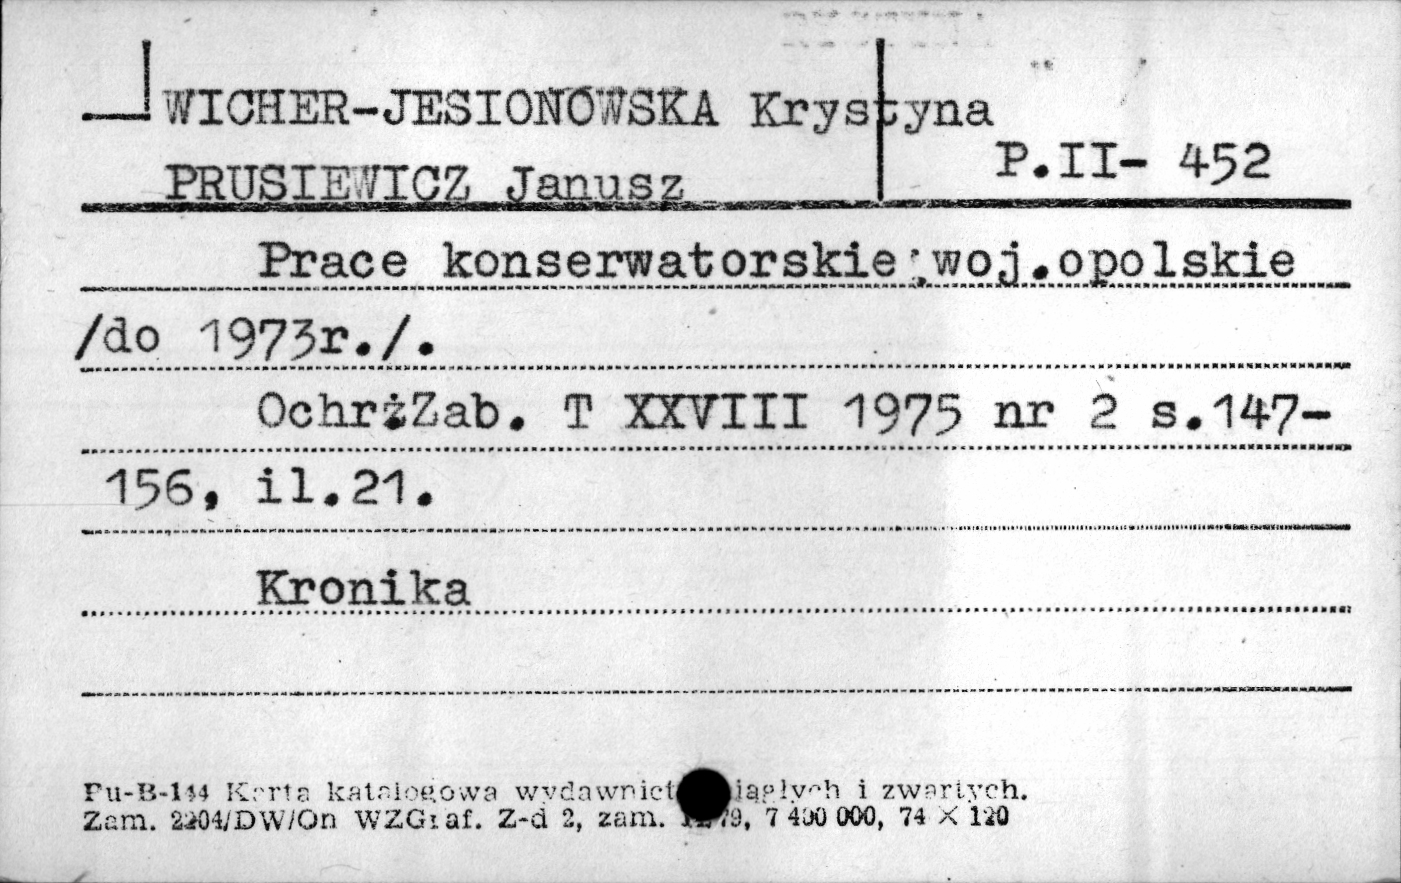 WICHER-JESIONOWSKA Krystyna
PRUSIEWICZ Janusz
P.II- 452
Prace konserwatorskie;woj.opolskie
/do 1973r./.
OchrżZab. T XXVIII 1975 nr 2 s.147-
156, il.21.
Kronika
Pu-B-144 Karta katalogowa wydawnictw ciągłych i zwartych.
Zam. 2204/DW/On WZGraf. Z-d 2, zam. 79, 7 400 000, 74 X 120